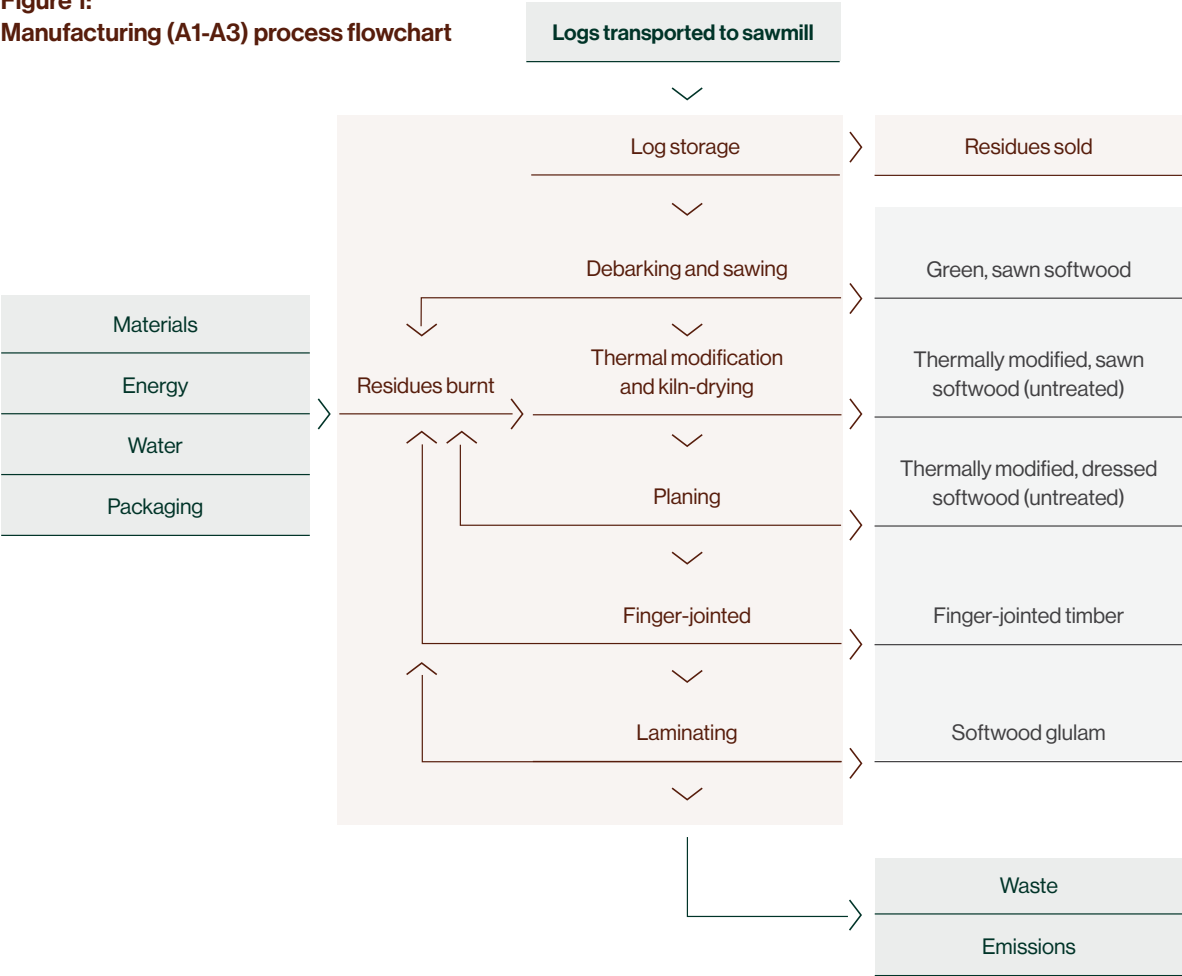 Figure 1:
Manufacturing (A1-A3) process flowchart
Logs transported to sawmill
Log storage
Residues sold
Debarking and sawing
Green, sawn softwood
Materials
Energy
Water
Packaging
Residues burnt
Thermal modification
and kiln-drying
Thermally modified, sawn
softwood (untreated)
Planing
Thermally modified, dressed
softwood (untreated)
Finger-jointed
Finger-jointed timber
Laminating
Softwood glulam
Waste
Emissions